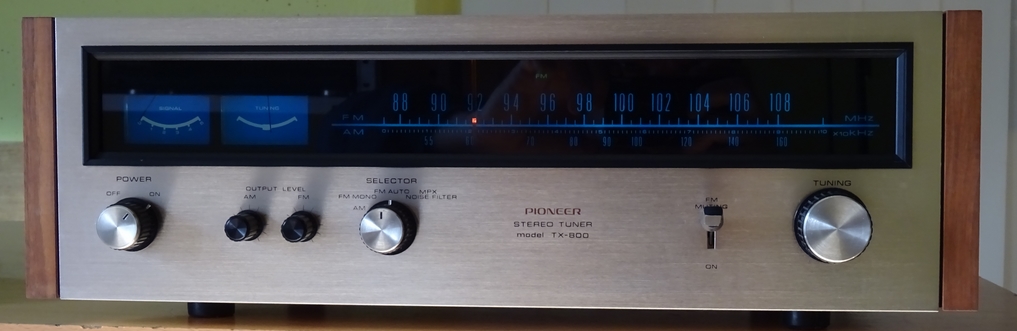 FM
SIGNAL TUNING
88 90 92 94 96 98 100 102 104 106 108
FM MHz
AM x10KHz
55 80 90 100 120 140 160
POWER
OFF ON
OUTPUT LEVEL
AM FM
SELECTOR
FM AUTO MPX
FM MONO NOISE FILTER
AM
PIONEER
STEREO TUNER
model TX-800
FM
MUTING
ON
TUNING